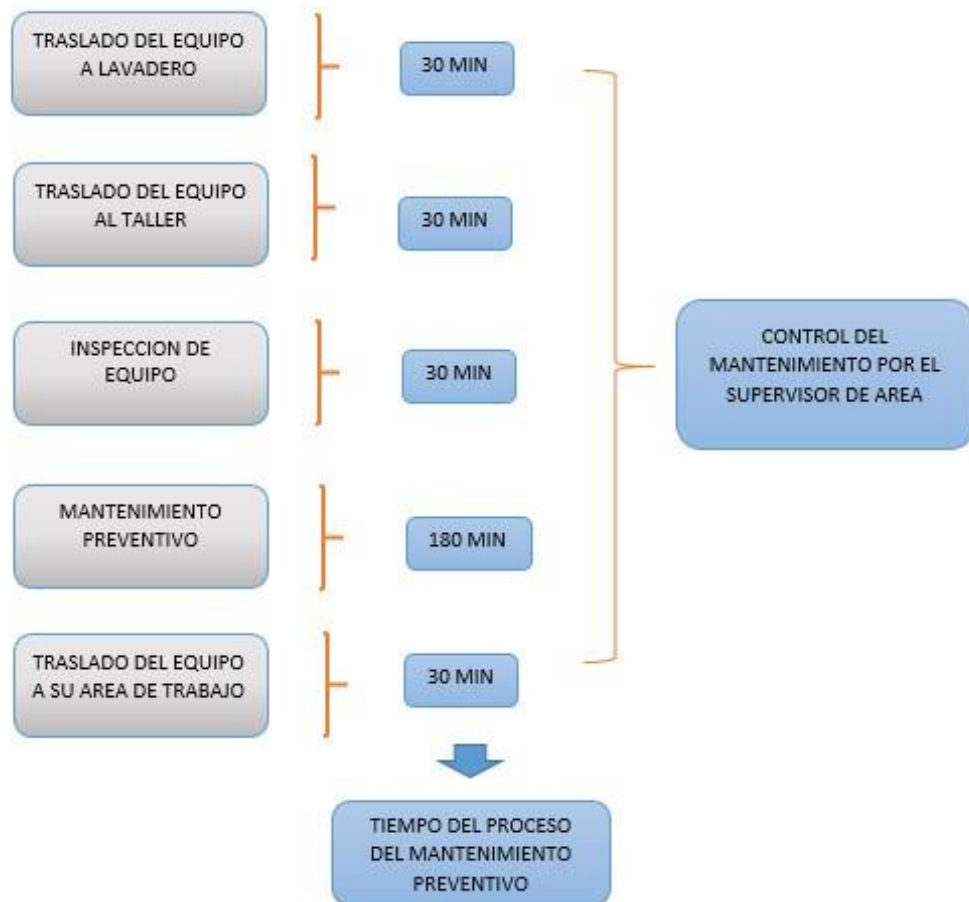 TRASLADO DEL EQUIPO
A LAVADERO
30 MIN
TRASLADO DEL EQUIPO
AL TALLER
30 MIN
INSPECCION DE
EQUIPO
30 MIN
CONTROL DEL
MANTENIMIENTO POR EL
SUPERVISOR DE AREA
MANTENIMIENTO
PREVENTIVO
180 MIN
TRASLADO DEL EQUIPO
A SU AREA DE TRABAJO
30 MIN
TIEMPO DEL PROCESO
DEL MANTENIMIENTO
PREVENTIVO